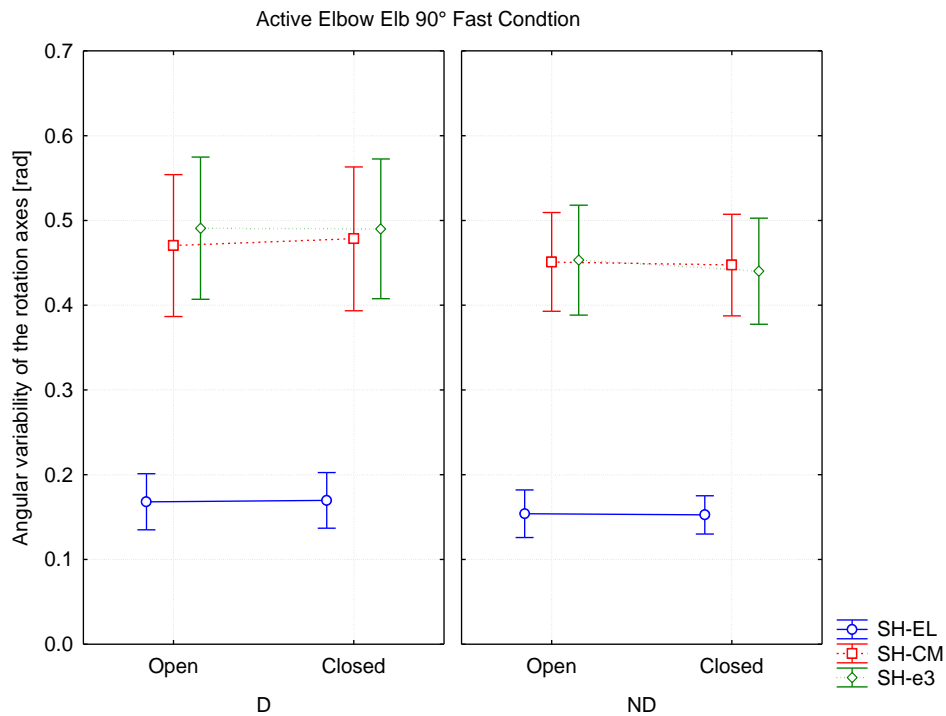 Active Elbow Elb 90° Fast Condtion
Angular variability of the rotation axes [rad]
0.7
0.6
0.5
0.4
0.3
0.2
0.1
0.0
Open
Closed
Open
Closed
D
ND
SH-EL
SH-CM
SH-e3